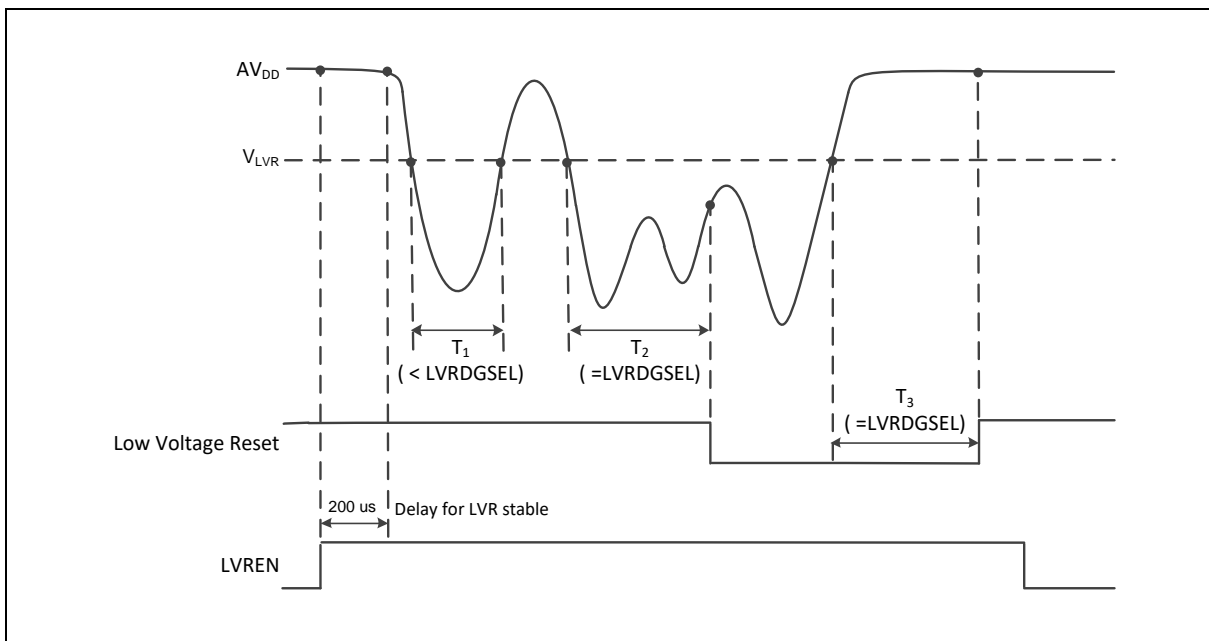 AVDD
VLVR
T1
( < LVRDGSEL)
T2
( =LVRDGSEL)
T3
( =LVRDGSEL)
Low Voltage Reset
200 us
Delay for LVR stable
LVREN